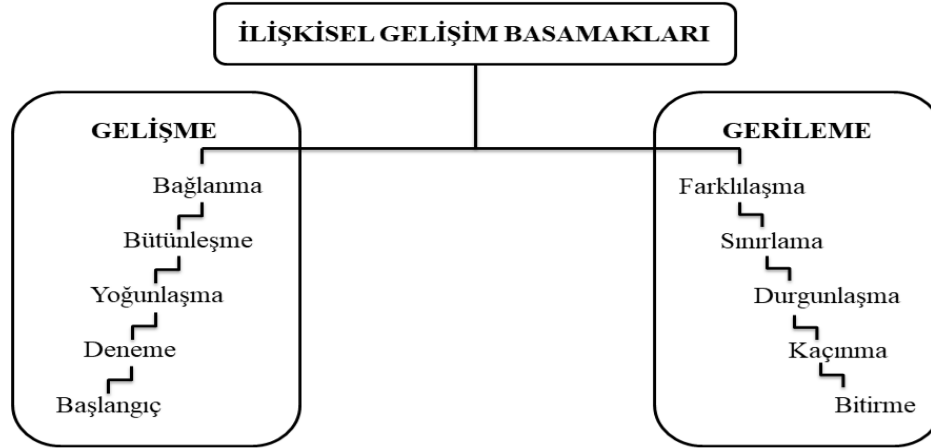 İLİŞKİSEL GELİŞİM BASAMAKLARI
GELİŞME
Bağlanma
Bütünleşme
Yoğunlaşma
Deneme
Başlangıç
GERİLEME
Farklılaşma
Sınırlama
Durgunlaşma
Kaçınma
Bitirme